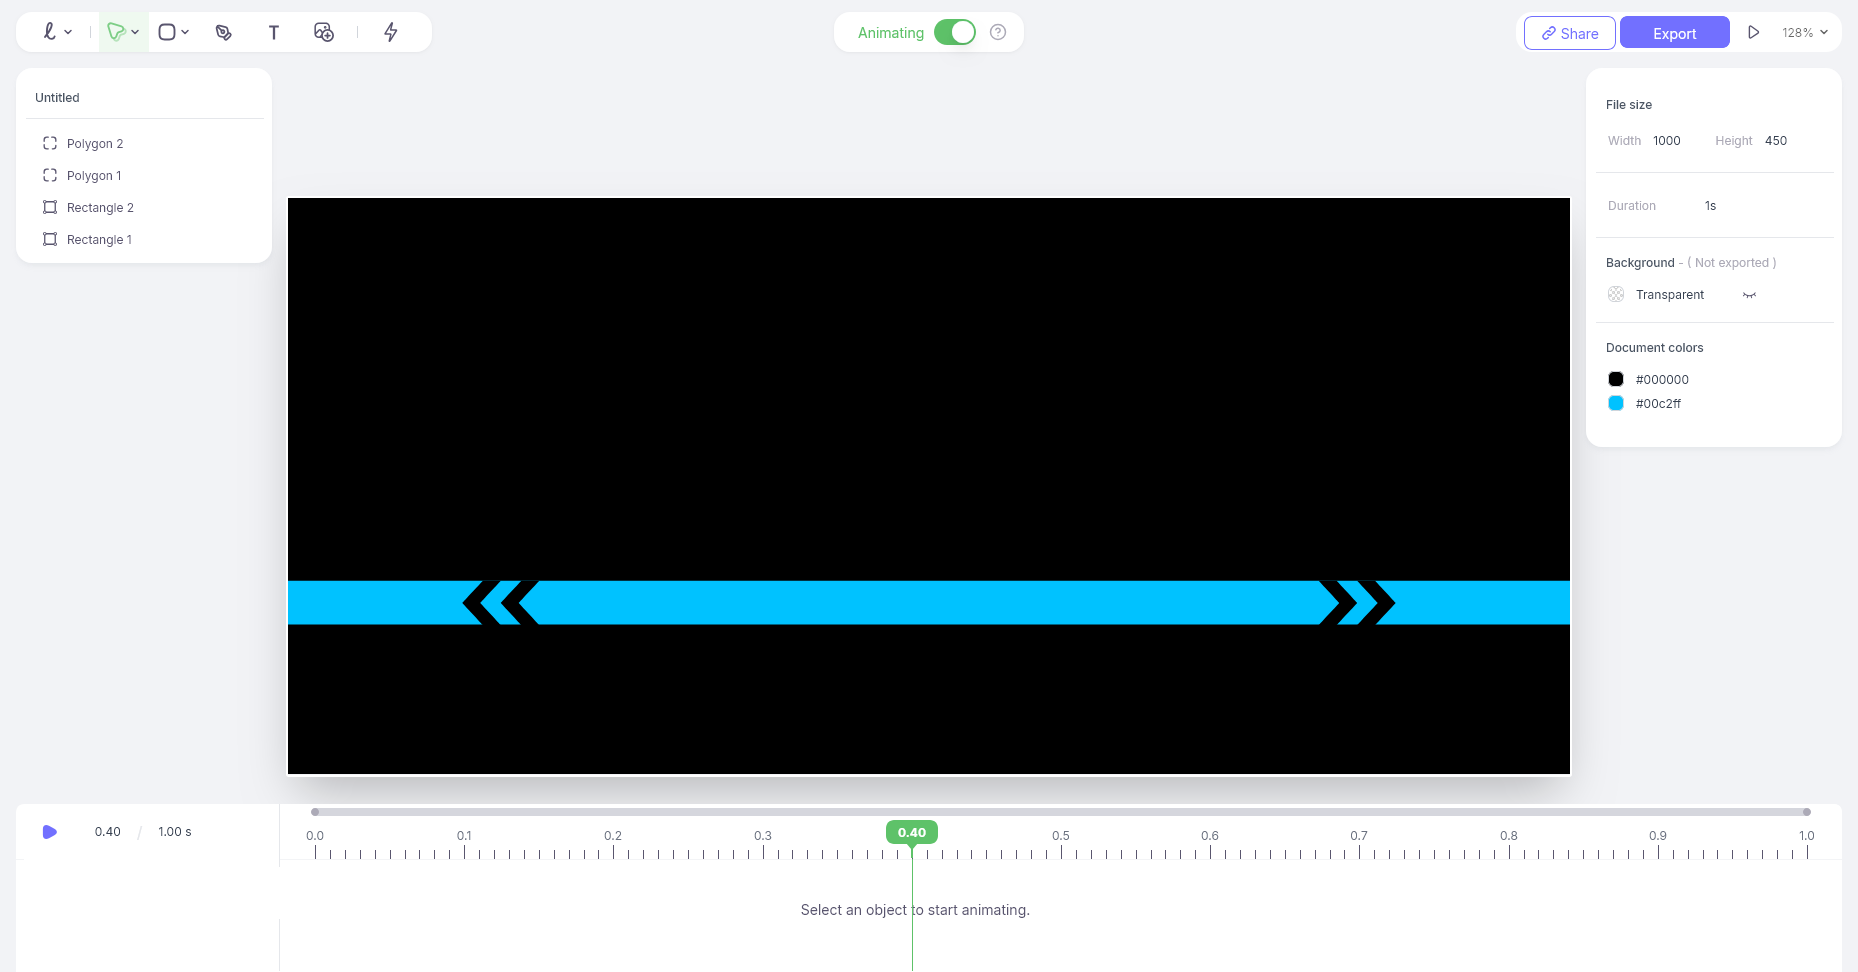 T
Animating
?
Share
Export
128%
Untitled
Polygon 2
Polygon 1
Rectangle 2
Rectangle 1
File size
Width 1000 Height 450
Duration 1s
Background - ( Not exported )
Transparent
Document colors
#000000
#00c2ff
0.40 / 1.00 s
0.0 0.1 0.2 0.3 0.40 0.5 0.6 0.7 0.8 0.9 1.0
Select an object to start animating.